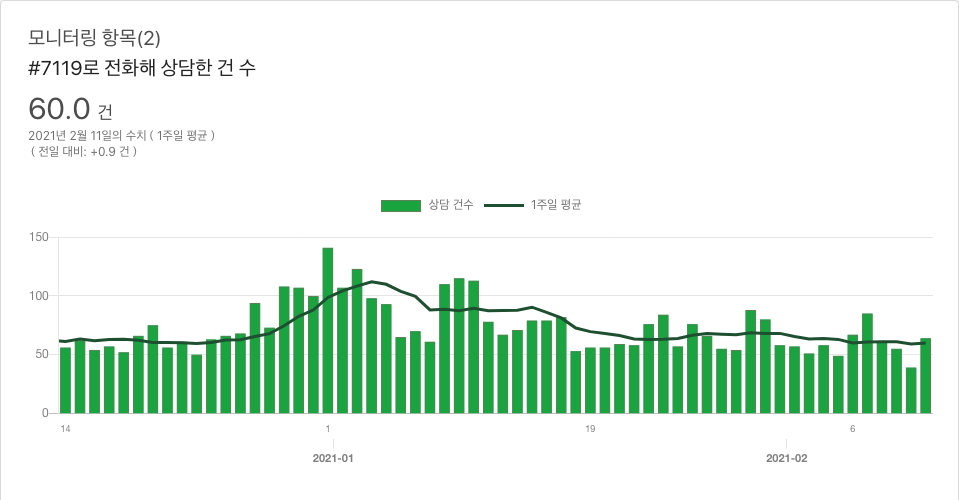 모니터링 항목(2)
#7119로 전화해 상담한 건 수
60.0 건
2021년 2월 11일의 수치 ( 1주일 평균 )
( 전일 대비: +0.9 건 )
상담 건수 1주일 평균
150
100
50
0
14 1 19 6
2021-01 2021-02